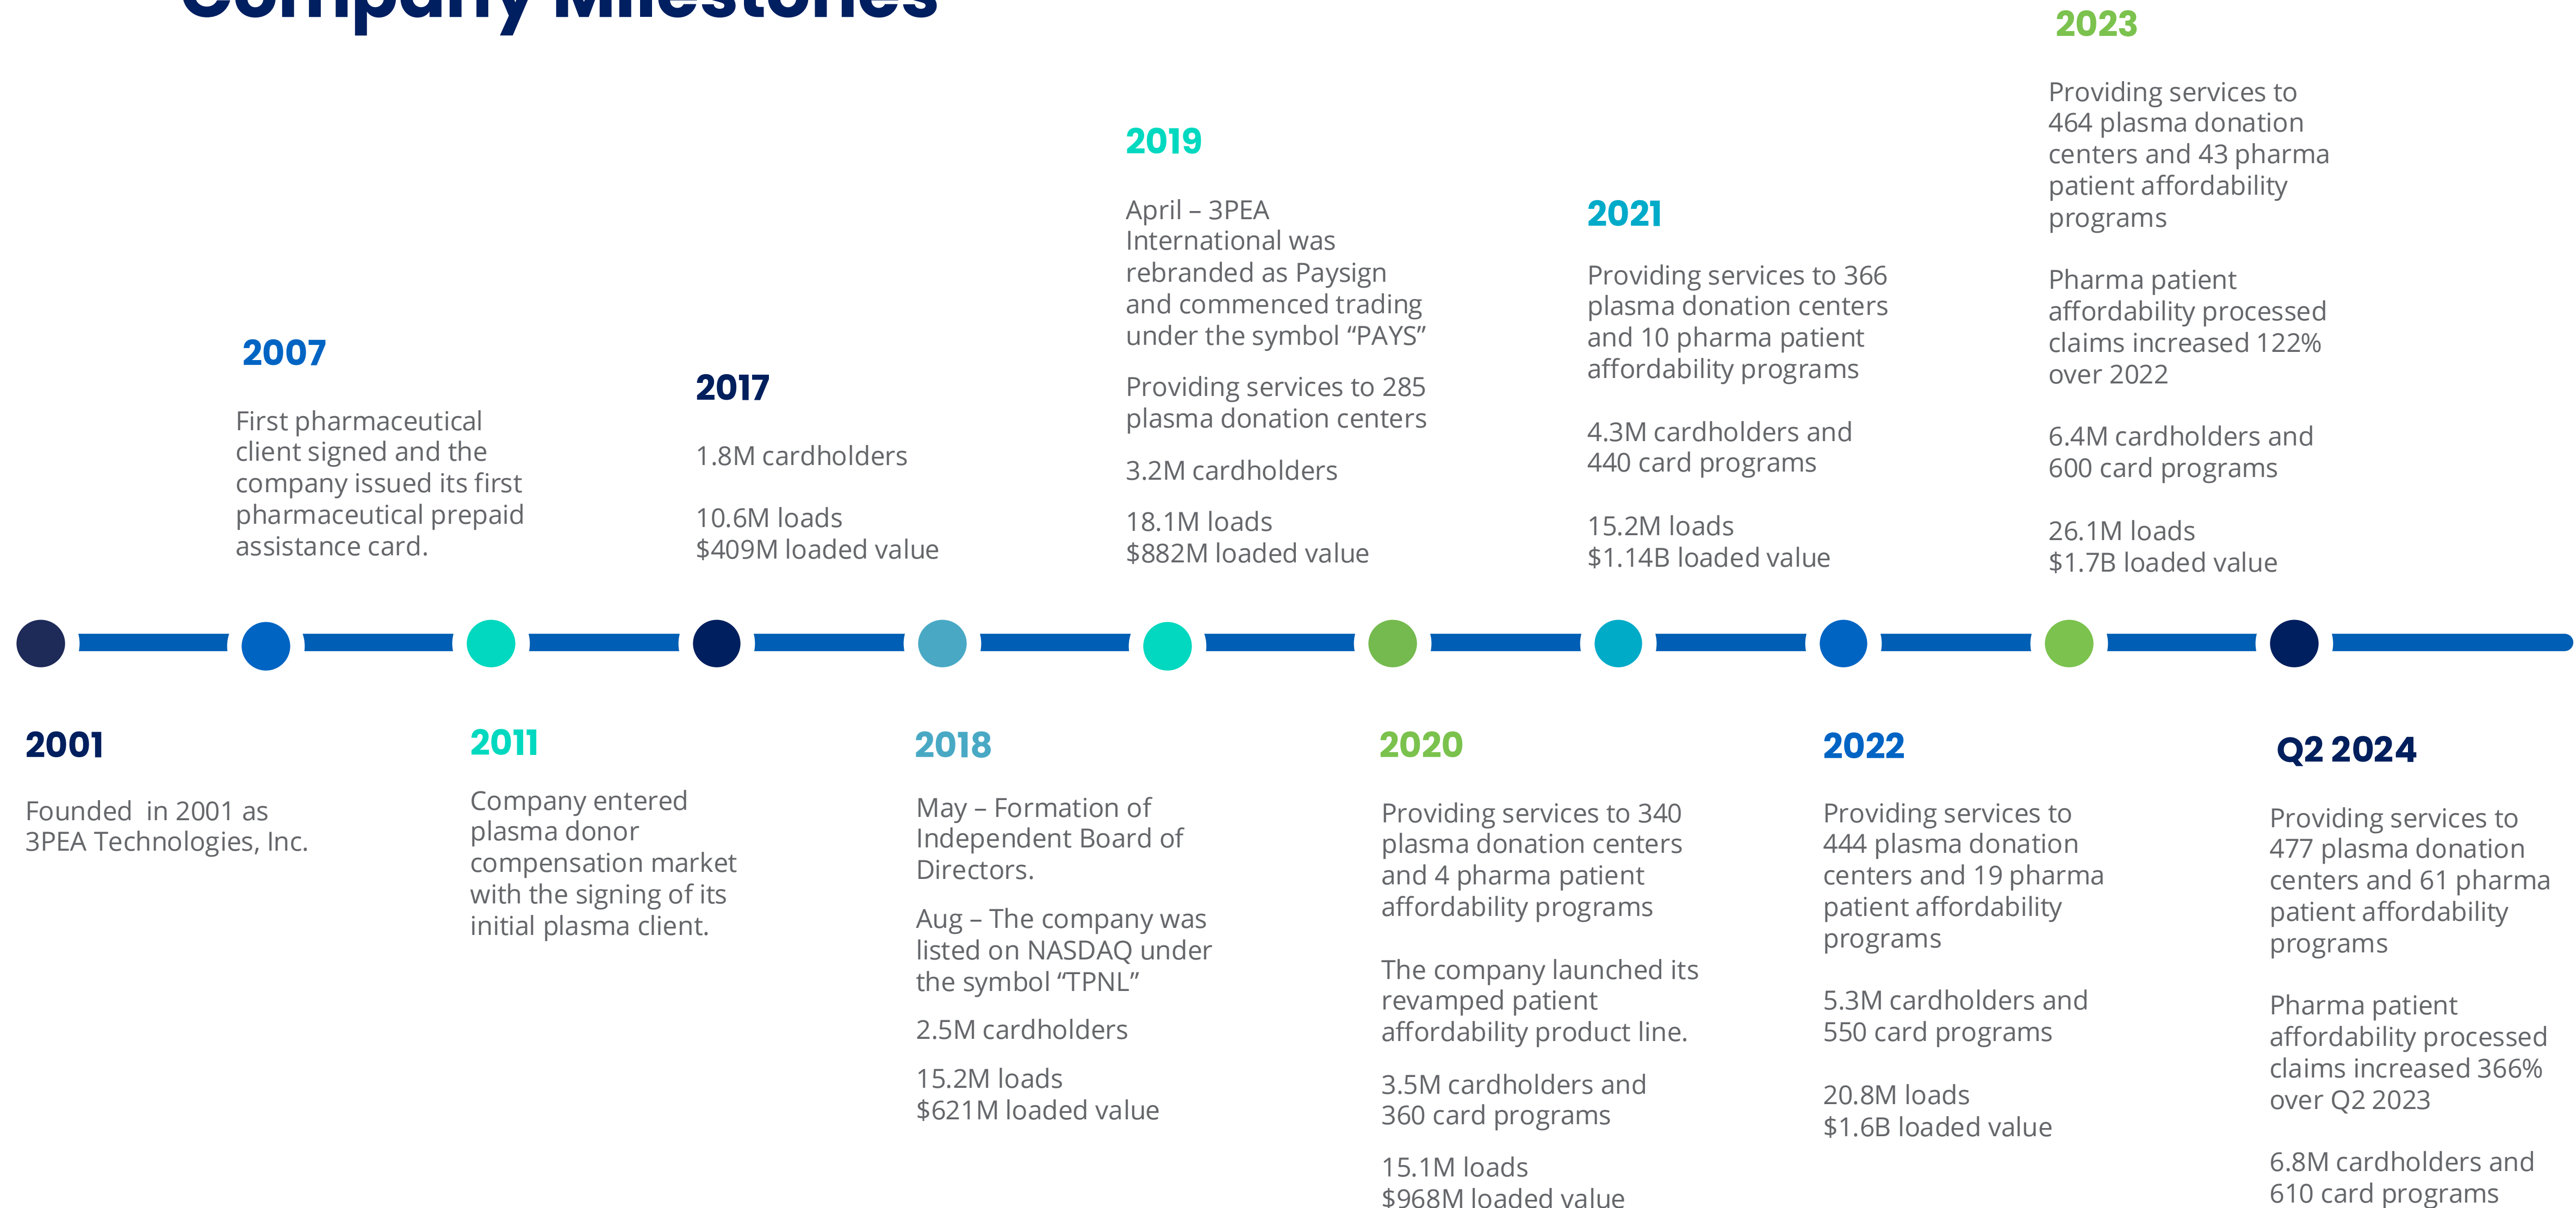 Company Milestones
2001
Founded in 2001 as
3PEA Technologies, Inc.
2007
First pharmaceutical
client signed and the
company issued its first
pharmaceutical prepaid
assistance card.
2011
Company entered
plasma donor
compensation market
with the signing of its
initial plasma client.
2017
1.8M cardholders
10.6M loads
$409M loaded value
2018
May – Formation of
Independent Board of
Directors.
Aug – The company was
listed on NASDAQ under
the symbol “TPNL”
2.5M cardholders
15.2M loads
$621M loaded value
2019
April – 3PEA
International was
rebranded as Paysign
and commenced trading
under the symbol “PAYS”
Providing services to 285
plasma donation centers
3.2M cardholders
18.1M loads
$882M loaded value
2020
Providing services to 340
plasma donation centers
and 4 pharma patient
affordability programs
The company launched its
revamped patient
affordability product line.
3.5M cardholders and
360 card programs
15.1M loads
$968M loaded value
2021
Providing services to 366
plasma donation centers
and 10 pharma patient
affordability programs
4.3M cardholders and
440 card programs
15.2M loads
$1.14B loaded value
2022
Providing services to
444 plasma donation
centers and 19 pharma
patient affordability
programs
5.3M cardholders and
550 card programs
20.8M loads
$1.6B loaded value
2023
Providing services to
464 plasma donation
centers and 43 pharma
patient affordability
programs
Pharma patient
affordability processed
claims increased 122%
over 2022
6.4M cardholders and
600 card programs
26.1M loads
$1.7B loaded value
Q2 2024
Providing services to
477 plasma donation
centers and 61 pharma
patient affordability
programs
Pharma patient
affordability processed
claims increased 366%
over Q2 2023
6.8M cardholders and
610 card programs